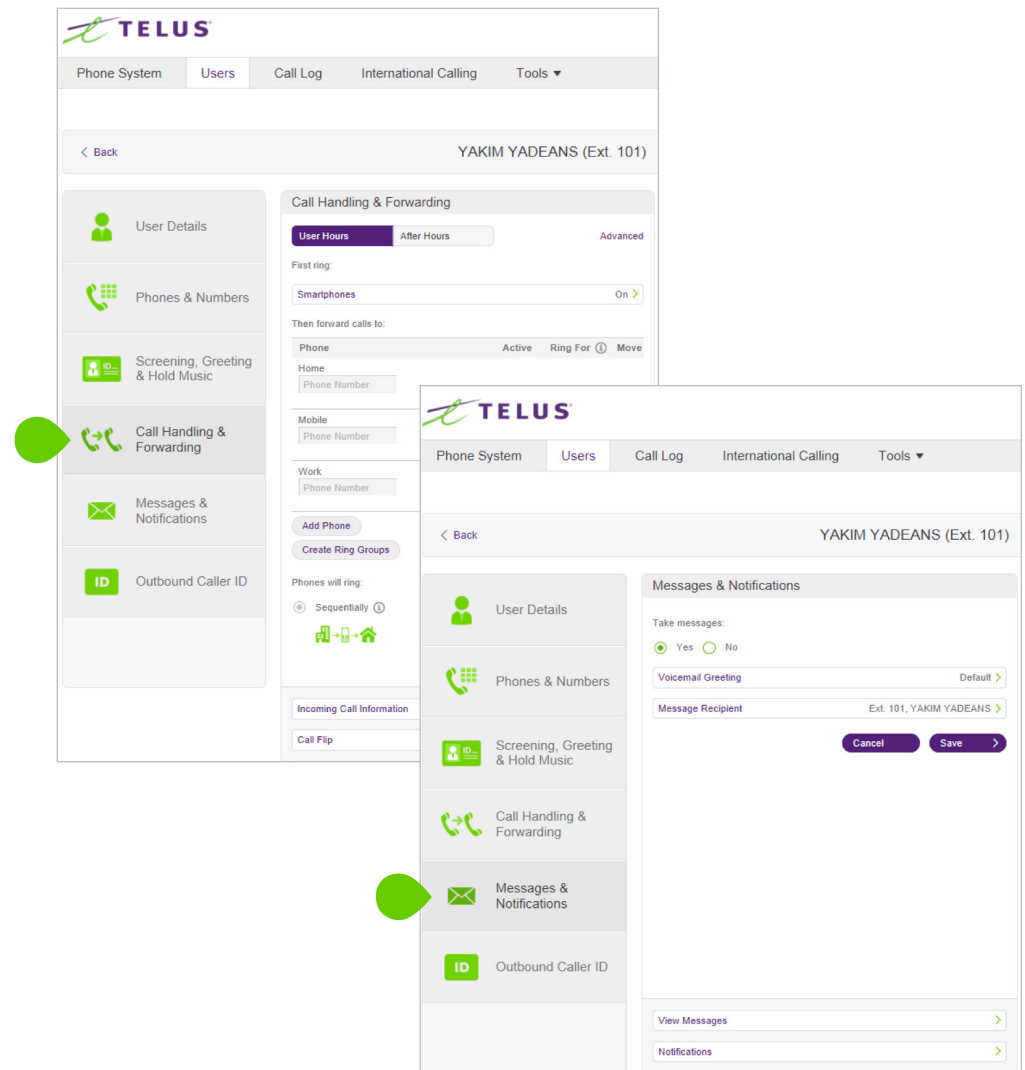 TELUS
Phone System Users Call Log International Calling Tools ▼
< Back YAKIM YADEANS (Ext. 101)
User Details
Phones & Numbers
ID
Screening, Greeting
& Hold Music
Call Handling &
Forwarding
Messages &
Notifications
ID
Outbound Caller ID
Call Handling & Forwarding
User Hours After Hours Advanced
First ring:
Smartphones On >
Then forward calls to:
Phone Active Ring For i Move
Home
Phone Number
Mobile
Phone Number
Work
Phone Number
Add Phone
Create Ring Groups
Phones will ring:
Sequentially i
Incoming Call Information
Call Flip
TELUS
Phone System Users Call Log International Calling Tools ▼
< Back YAKIM YADEANS (Ext. 101)
User Details
Phones & Numbers
ID
Screening, Greeting
& Hold Music
Call Handling &
Forwarding
Messages &
Notifications
ID
Outbound Caller ID
Messages & Notifications
Take messages:
Yes No
Voicemail Greeting Default >
Message Recipient Ext. 101, YAKIM YADEANS >
Cancel Save >
View Messages >
Notifications >